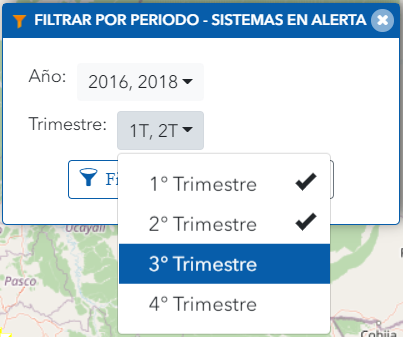 FILTRAR POR PERIODO - SISTEMAS EN ALERTA
Año: 2016, 2018
Trimestre: 1T, 2T
1° Trimestre
2° Trimestre
3° Trimestre
4° Trimestre
Ucayali
Pasco
Cobija